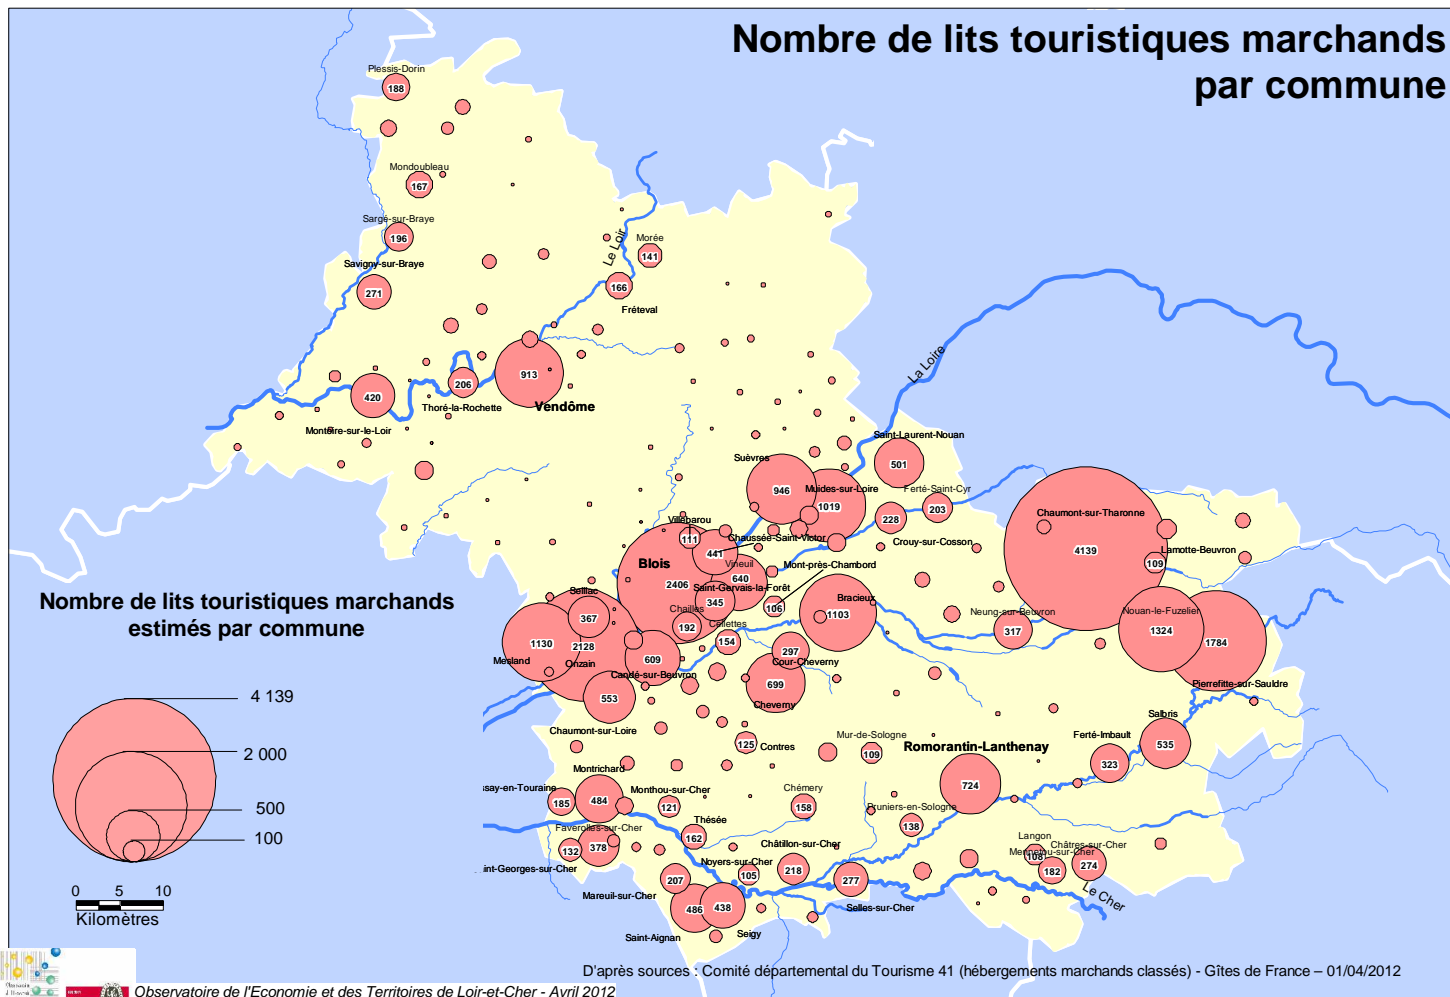 Nombre de lits touristiques marchands
par commune
Plessis-Dorin
188
Mondoubleau
167
Sargé-sur-Braye
196
Savigny-sur-Braye
271
Le Loir
Morée
141
166
Fréteval
913
Vendôme
206
Thoré-la-Rochette
420
Montoire-sur-le-Loir
La Loire
Saint-Laurent-Nouan
501
Suèvres
946
Muides-sur-Loire
1019
Ferté-Saint-Cyr
203
228
Crouy-sur-Cosson
Chaumont-sur-Tharonne
4139
Lamotte-Beuvron
109
Villebarou
111
Chaussée-Saint-Victor
441
Blois
2406
Vineuil
640
Mont-près-Chambord
106
Saint-Gervais-la-Forêt
345
Bracieux
1103
Seillac
367
Chailles
192
Cellettes
154
Neung-sur-Beuvron
317
Nouan-le-Fuzelier
1324
1784
Pierrefitte-sur-Sauldre
1130
Mesland
2128
Onzain
609
Candé-sur-Beuvron
297
Cour-Cheverny
699
Cheverny
553
Chaumont-sur-Loire
125
Contres
Mur-de-Sologne
109
Romorantin-Lanthenay
724
Ferté-Imbault
323
Salbris
535
Montrichard
484
ssay-en-Touraine
185
Monthou-sur-Cher
121
Chémery
158
Pruniers-en-Sologne
138
Faverolles-sur-Cher
378
132
int-Georges-sur-Cher
Thésée
162
Châtillon-sur-Cher
218
Noyers-sur-Cher
105
207
Mareuil-sur-Cher
277
Selles-sur-Cher
486
Saint-Aignan
438
Seigy
Langon
108
Mennetou-sur-Cher
182
Châtres-sur-Cher
274
Le Cher
Nombre de lits touristiques marchands
estimés par commune
4 139
2 000
500
100
0 5 10
Kilomètres
D'après sources : Comité départemental du Tourisme 41 (hébergements marchands classés) - Gîtes de France – 01/04/2012
Observatoire de l'Economie et des Territoires de Loir-et-Cher - Avril 2012